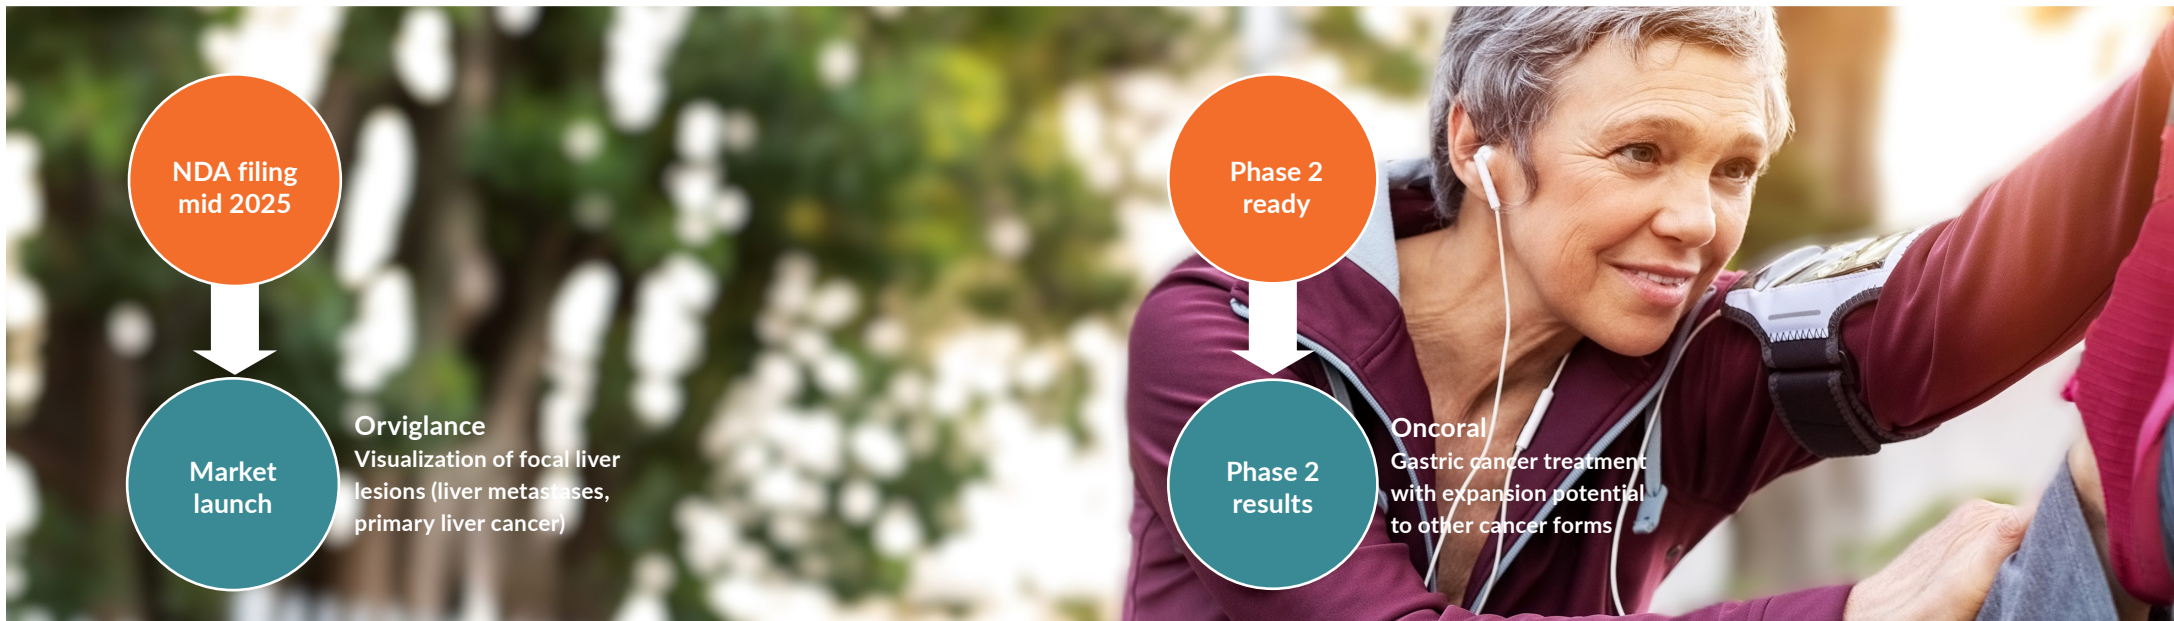 NDA filing
mid 2025
Market
launch
Orviglance
Visualization of focal liver
lesions (liver metastases,
primary liver cancer)
Phase 2
ready
Phase 2
results
Oncoral
Gastric cancer treatment
with expansion potential
to other cancer forms